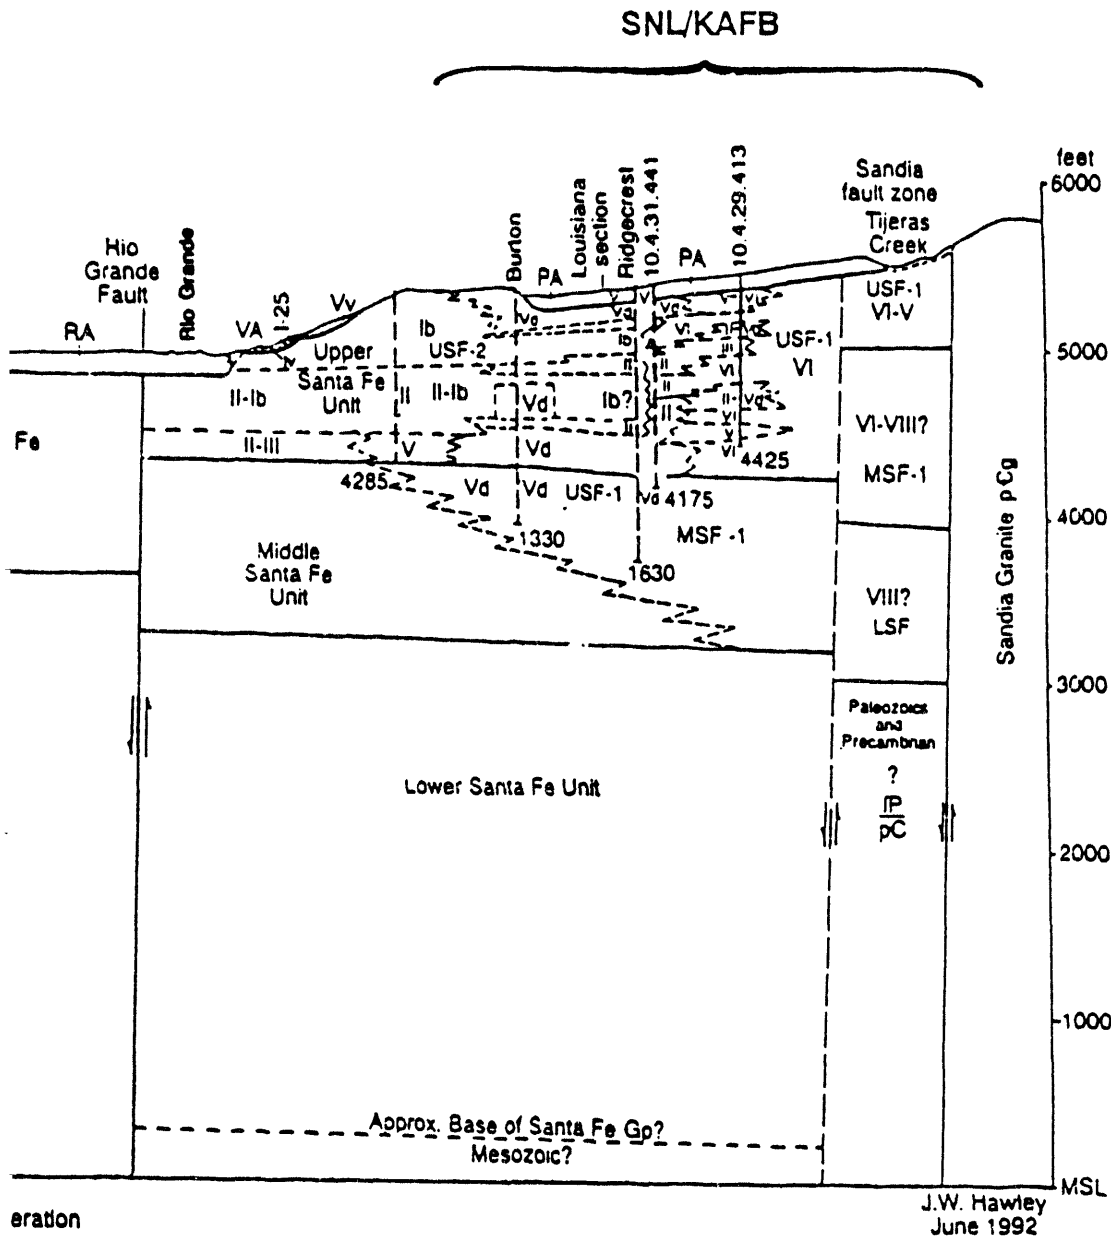 SNL/KAFB
feet
6000
5000
4000
3000
2000
1000
MSL
Rio
Grande
Fault
Rio Grande
RA
VA
I-25
Vv
Burton
PA
Louisiana
section
Ridgecrest
10.4.31.441
PA
10.4.29.413
Sandia
fault zone
Tijeras
Creek
USF-1
VI-V
Ib
USF-2
Upper
Santa Fe
Unit
II-Ib
II
II-Ib
Vd
Ib?
USF-1
VI
VI-VIII?
MSF-1
Fe
II-III
V
Vd
4285
Vd
Vd
USF-1
Vd
4175
4425
1330
MSF-1
1630
Middle
Santa Fe
Unit
VIII?
LSF
Sandia Granite pCg
Paleozoics
and
Precambrian
?
IP
pC
Lower Santa Fe Unit
Approx. Base of Santa Fe Gp?
Mesozoic?
eration
J.W. Hawley
June 1992